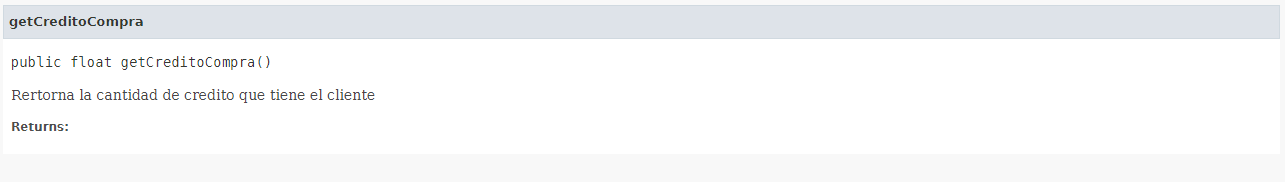 getCreditoCompra
public float getCreditoCompra()
Rertorna la cantidad de credito que tiene el cliente
Returns: